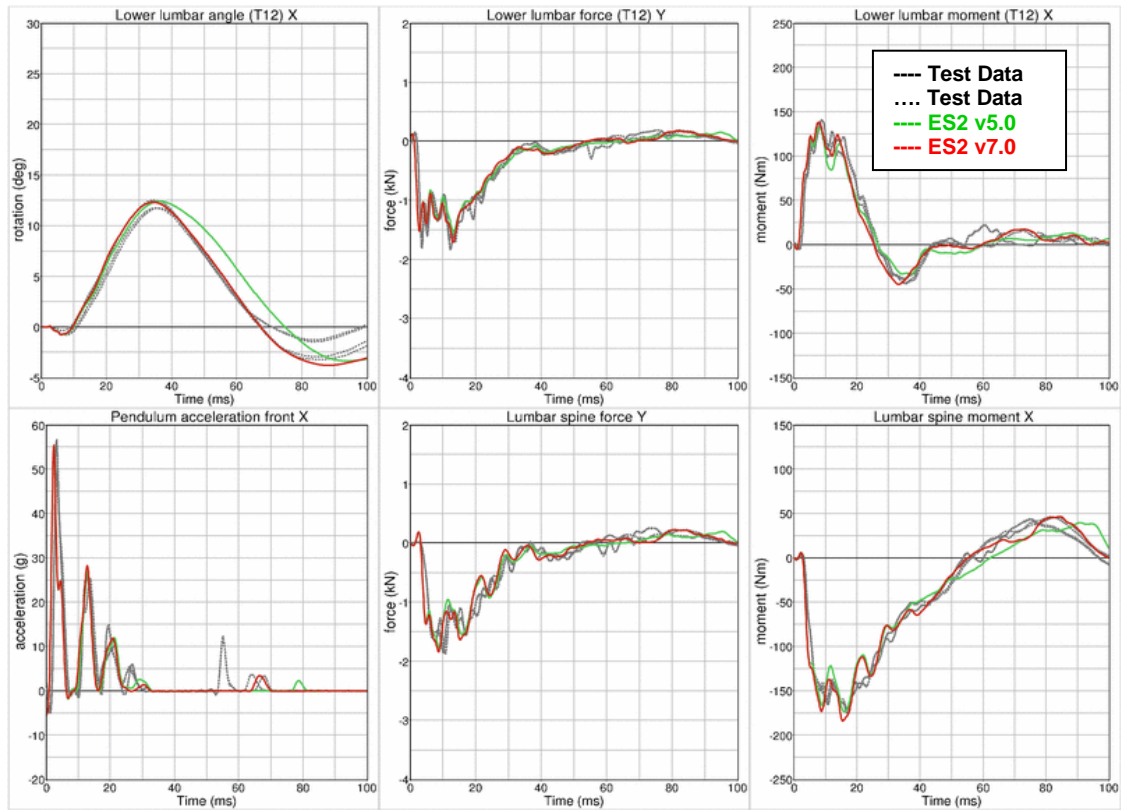 Lower lumbar angle (T12) X
30
25
20
15
10
5
0
-5
rotation (deg)
0 20 40 60 80 100
Time (ms)
Lower lumbar force (T12) Y
2
1
0
-1
-2
-3
-4
force (kN)
0 20 40 60 80 100
Time (ms)
Lower lumbar moment (T12) X
250
200
150
100
50
0
-50
-100
-150
moment (Nm)
0 20 40 60 80 100
Time (ms)
---- Test Data
.... Test Data
---- ES2 v5.0
---- ES2 v7.0
Pendulum acceleration front X
60
50
40
30
20
10
0
-10
-20
acceleration (g)
0 20 40 60 80 100
Time (ms)
Lumbar spine force Y
2
1
0
-1
-2
-3
-4
force (kN)
0 20 40 60 80 100
Time (ms)
Lumbar spine moment X
150
100
50
0
-50
-100
-150
-200
-250
moment (Nm)
0 20 40 60 80 100
Time (ms)